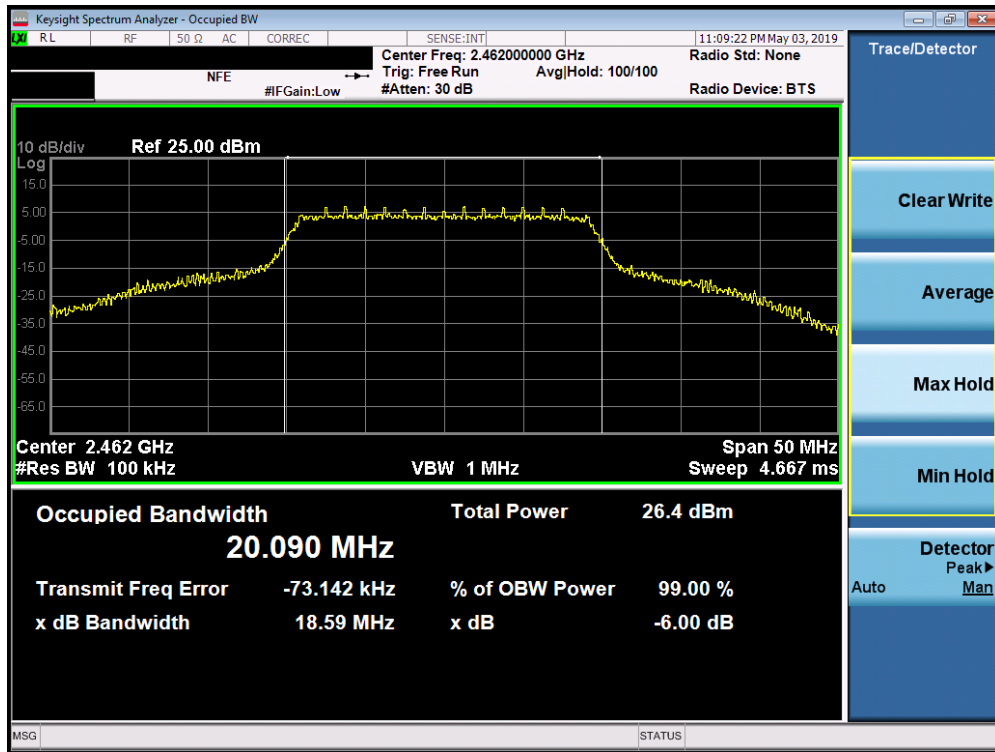 Keysight Spectrum Analyzer - Occupied BW
LXI RL RF 50 Ω AC CORREC SENSE:INT 11:09:22 PM May 03, 2019
Center Freq: 2.462000000 GHz Radio Std: None
NFE Trig: Free Run Avg|Hold: 100/100
#IFGain:Low #Atten: 30 dB Radio Device: BTS
10 dB/div Ref 25.00 dBm
Log
15.0
5.00
-5.00
-15.0
-25.0
-35.0
-45.0
-55.0
-65.0
Center 2.462 GHz Span 50 MHz
#Res BW 100 kHz VBW 1 MHz Sweep 4.667 ms
Occupied Bandwidth Total Power 26.4 dBm
20.090 MHz
Transmit Freq Error -73.142 kHz % of OBW Power 99.00 %
x dB Bandwidth 18.59 MHz x dB -6.00 dB
MSG STATUS
Trace/Detector
Clear Write
Average
Max Hold
Min Hold
Detector
Peak▶
Auto Man